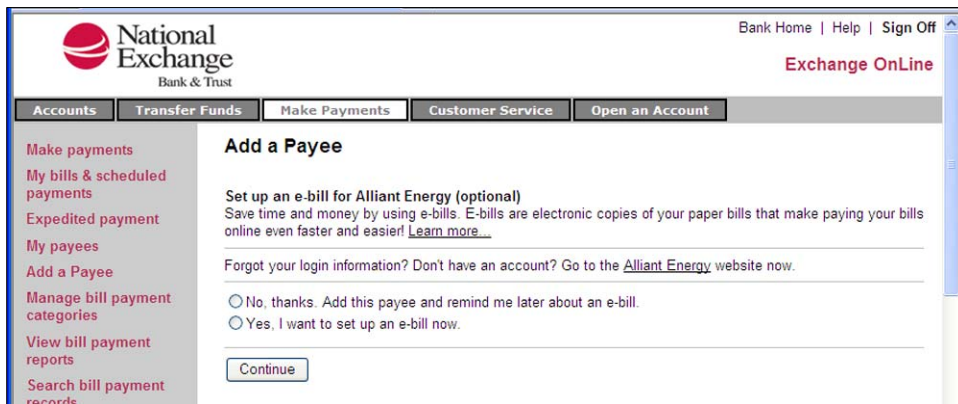 National
Exchange
Bank & Trust
Bank Home | Help | Sign Off
Exchange OnLine
Accounts
Transfer Funds
Make Payments
Customer Service
Open an Account
Make payments
My bills & scheduled
payments
Expedited payment
My payees
Add a Payee
Manage bill payment
categories
View bill payment
reports
Search bill payment
records
Add a Payee
Set up an e-bill for Alliant Energy (optional)
Save time and money by using e-bills. E-bills are electronic copies of your paper bills that make paying your bills
online even faster and easier! Learn more...
Forgot your login information? Don't have an account? Go to the Alliant Energy website now.
No, thanks. Add this payee and remind me later about an e-bill.
Yes, I want to set up an e-bill now.
Continue